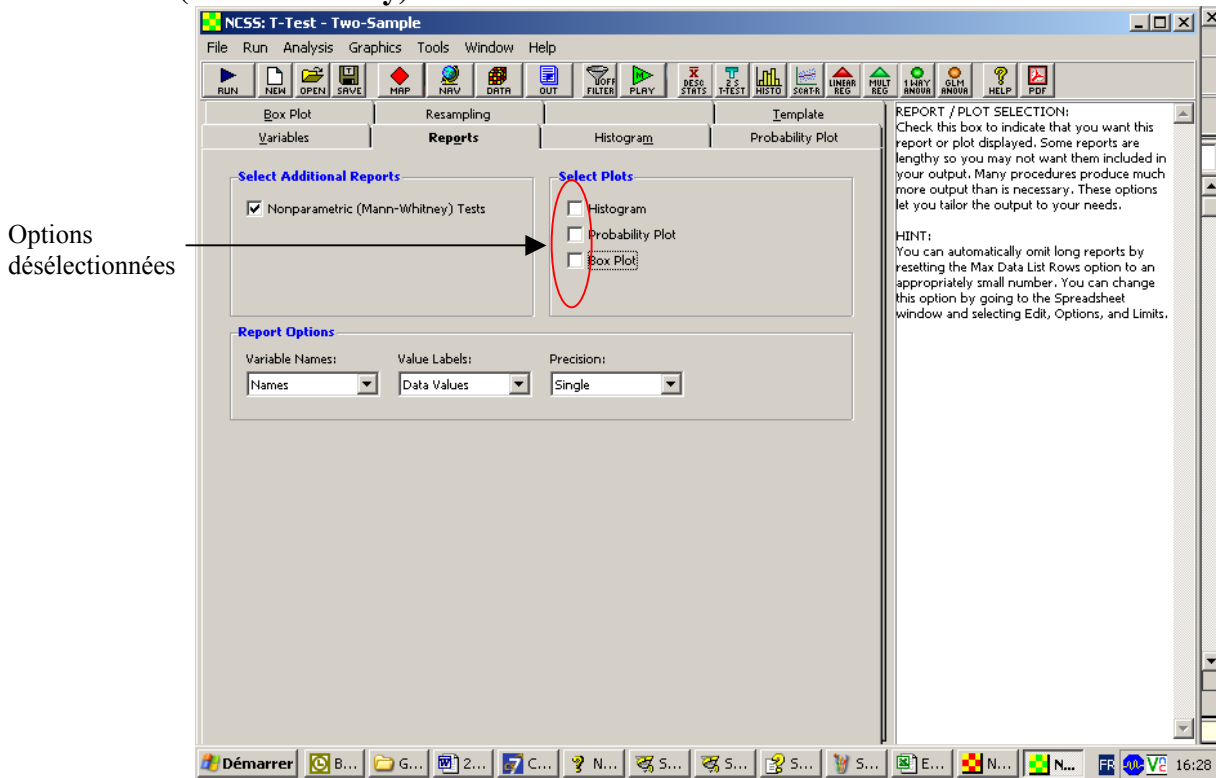 NCSS: T-Test - Two-Sample
File Run Analysis Graphics Tools Window Help
RUN NEW OPEN SAVE MAP NAV DATA OUT OFF FILTER PLAY DESC STATS 2 S T-TEST HISTO SCAT-R LINEAR REG MULT REG 1 WAY ANOVA GLM ANOVA HELP PDF
Box Plot Resampling Template
Variables Reports Histogram Probability Plot
Select Additional Reports
Nonparametric (Mann-Whitney) Tests
Select Plots
Histogram
Probability Plot
Box Plot
Options
désélectionnées
Report Options
Variable Names: Value Labels: Precision:
Names Data Values Single
REPORT / PLOT SELECTION:
Check this box to indicate that you want this
report or plot displayed. Some reports are
lengthy so you may not want them included in
your output. Many procedures produce much
more output than is necessary. These options
let you tailor the output to your needs.
HINT:
You can automatically omit long reports by
resetting the Max Data List Rows option to an
appropriately small number. You can change
this option by going to the Spreadsheet
window and selecting Edit, Options, and Limits.
Démarrer B... G... 2... C... N... S... S... S... S... E... N... N... FR 16:28